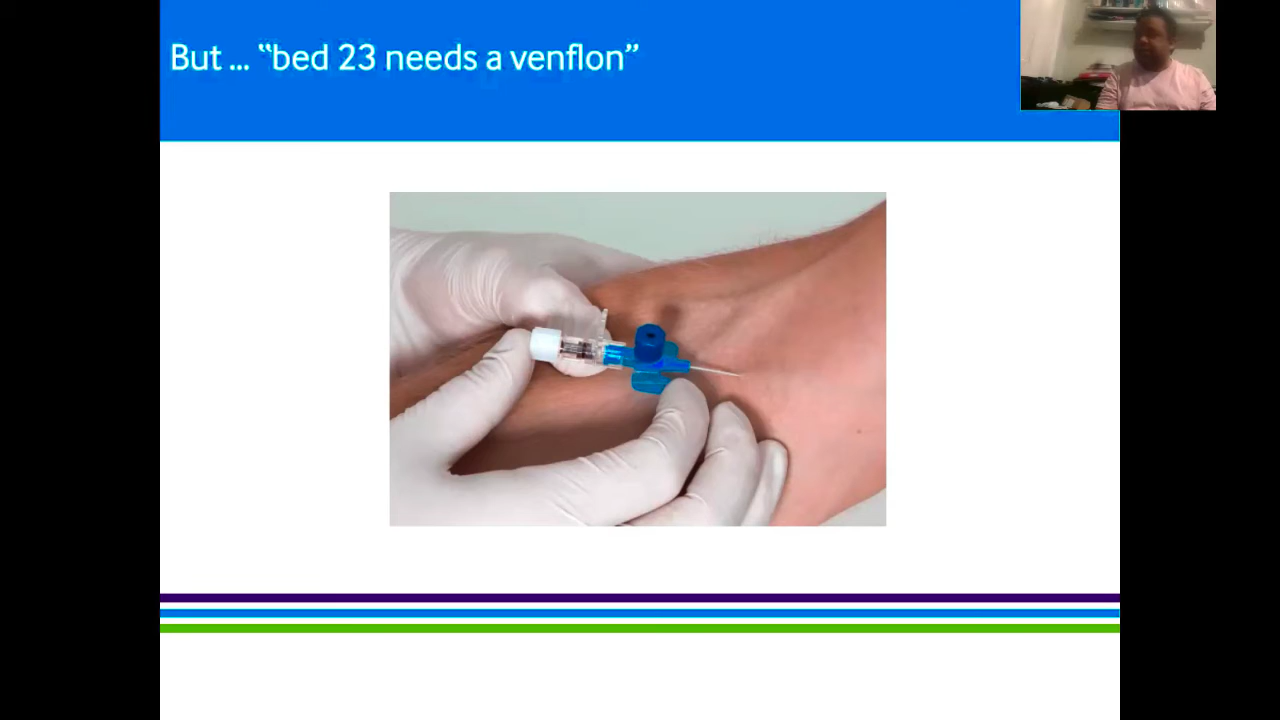 But ... “bed 23 needs a venflon”